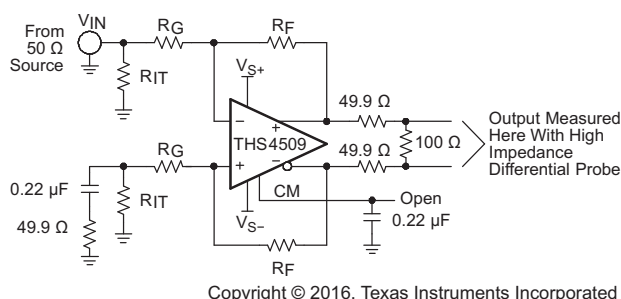 From
50 Ω
Source
VIN
RG
RF
RIT
VS+
49.9 Ω
THS4509
RG
49.9 Ω
100 Ω
Output Measured
Here With High
Impedance
Differential Probe
0.22 µF
RIT
CM
Open
VS−
0.22 µF
49.9 Ω
RF
Copyright © 2016, Texas Instruments Incorporated